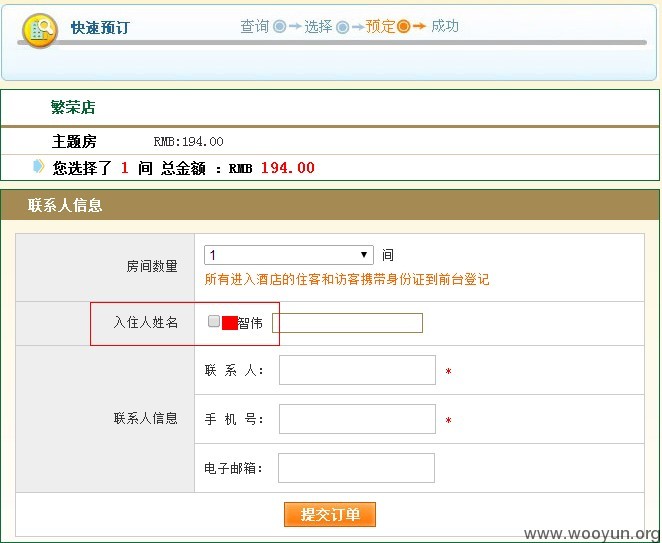 快速预订
查询 选择 预定 成功
繁荣店
主题房 RMB:194.00
您选择了 1 间 总金额 : RMB 194.00
联系人信息
房间数量 1 间
所有进入酒店的住客和访客携带身份证到前台登记
入住人姓名 智伟
联系人信息
联 系 人: *
手 机 号: *
电子邮箱:
提交订单
www.wooyun.org